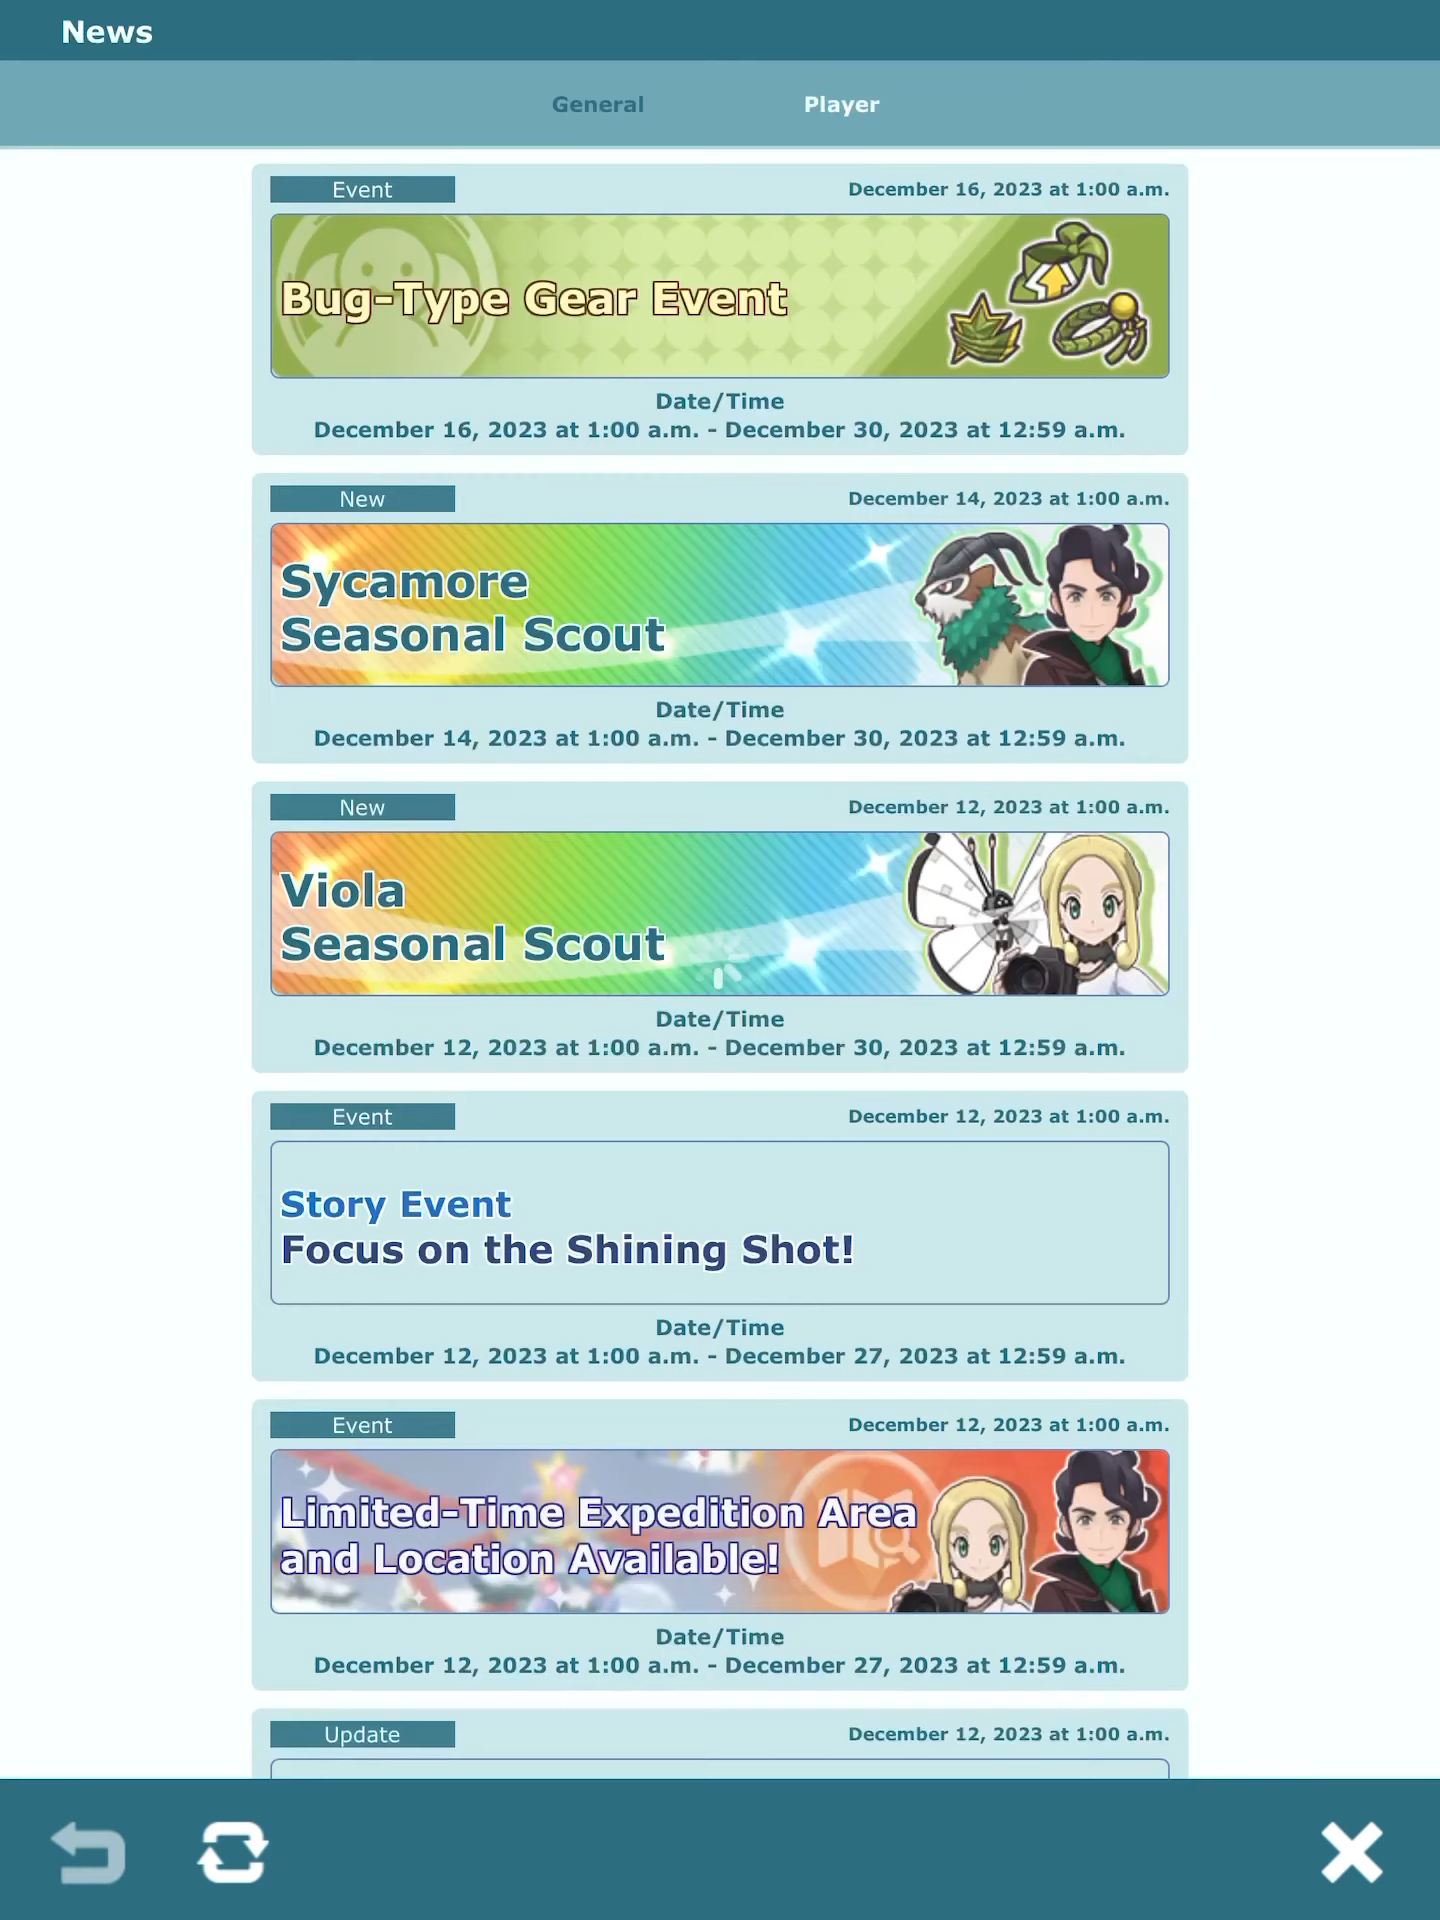 News
General
Player
Event
December 16, 2023 at 1:00 a.m.
Bug-Type Gear Event
Date/Time
December 16, 2023 at 1:00 a.m. - December 30, 2023 at 12:59 a.m.
New
December 14, 2023 at 1:00 a.m.
Sycamore
Seasonal Scout
Date/Time
December 14, 2023 at 1:00 a.m. - December 30, 2023 at 12:59 a.m.
New
December 12, 2023 at 1:00 a.m.
Viola
Seasonal Scout
Date/Time
December 12, 2023 at 1:00 a.m. - December 30, 2023 at 12:59 a.m.
Event
December 12, 2023 at 1:00 a.m.
Story Event
Focus on the Shining Shot!
Date/Time
December 12, 2023 at 1:00 a.m. - December 27, 2023 at 12:59 a.m.
Event
December 12, 2023 at 1:00 a.m.
Limited-Time Expedition Area
and Location Available!
Date/Time
December 12, 2023 at 1:00 a.m. - December 27, 2023 at 12:59 a.m.
Update
December 12, 2023 at 1:00 a.m.